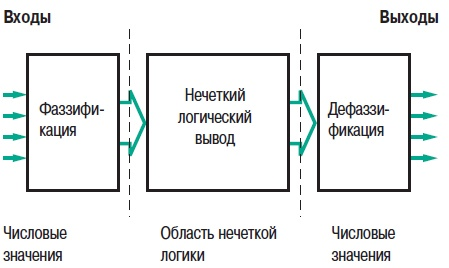 Входы
Выходы
Фаззифи-
кация
Нечеткий
логический
вывод
Дефаззи-
фикация
Числовые
значения
Область нечеткой
логики
Числовые
значения